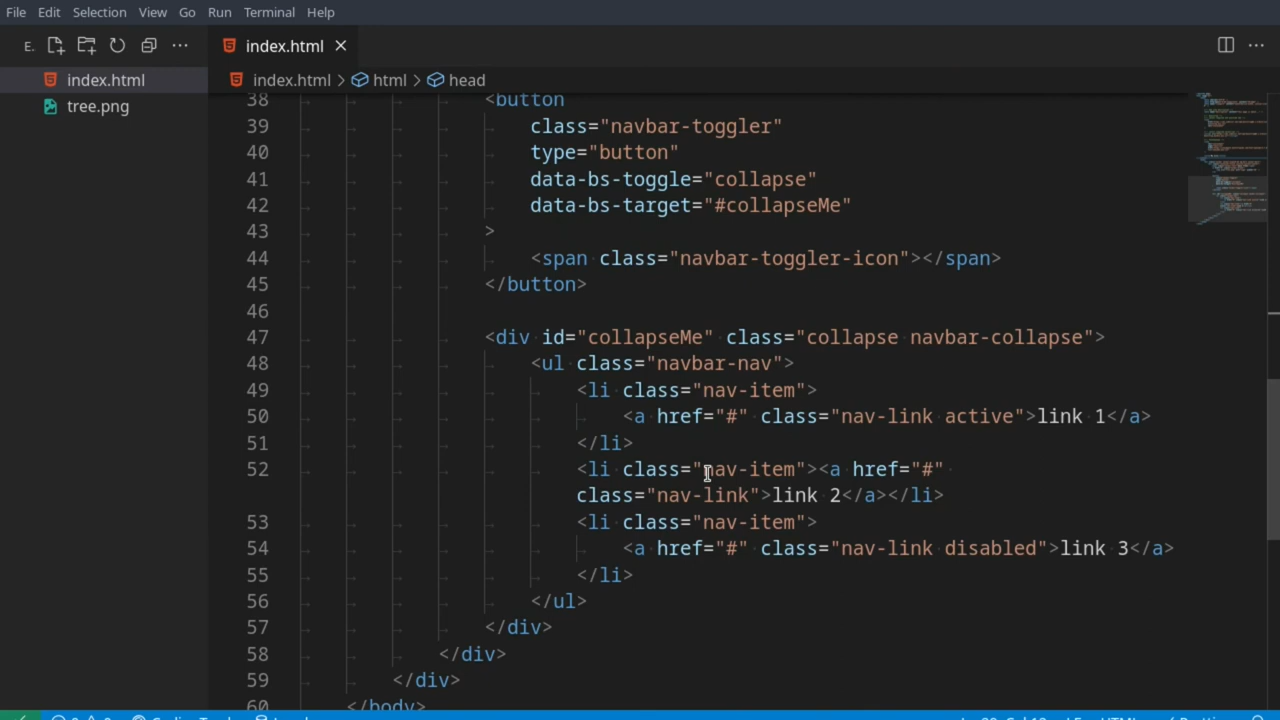 File Edit Selection View Go Run Terminal Help
E.
index.html
index.html
tree.png
index.html > html > head
38 <button
39 class="navbar-toggler"
40 type="button"
41 data-bs-toggle="collapse"
42 data-bs-target="#collapseMe"
43 >
44 <span class="navbar-toggler-icon"></span>
45 </button>
46
47 <div id="collapseMe" class="collapse navbar-collapse">
48 <ul class="navbar-nav">
49 <li class="nav-item">
50 <a href="#" class="nav-link active">link 1</a>
51 </li>
52 <li class="nav-item"><a href="#"
class="nav-link">link 2</a></li>
53 <li class="nav-item">
54 <a href="#" class="nav-link disabled">link 3</a>
55 </li>
56 </ul>
57 </div>
58 </div>
59 </div>
60 </body>